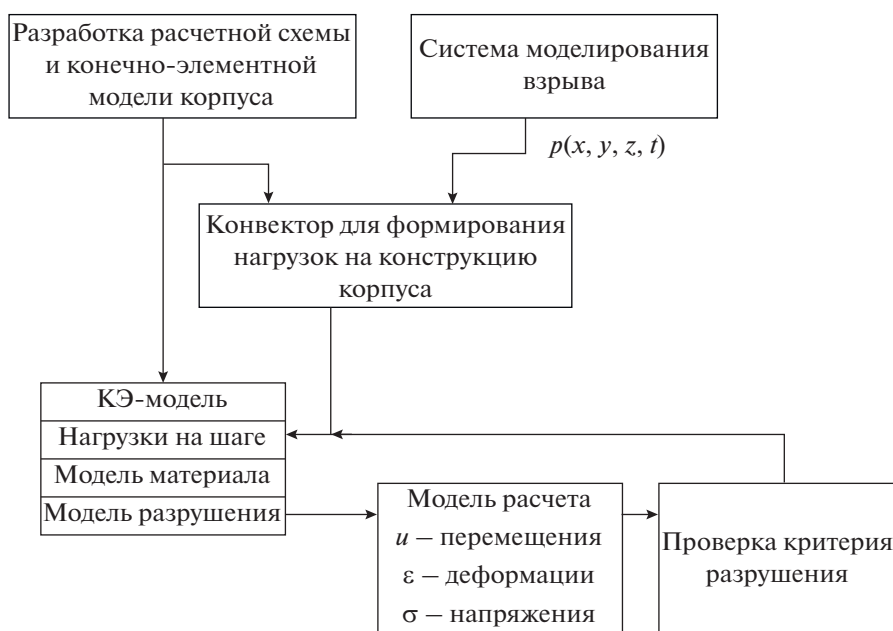 Разработка расчетной схемы
и конечно-элементной
модели корпуса
Система моделирования
взрыва
p(x, y, z, t)
Конвектор для формирования
нагрузок на конструкцию
корпуса
КЭ-модель
Нагрузки на шаге
Модель материала
Модель разрушения
Модель расчета
u – перемещения
ε – деформации
σ – напряжения
Проверка критерия
разрушения